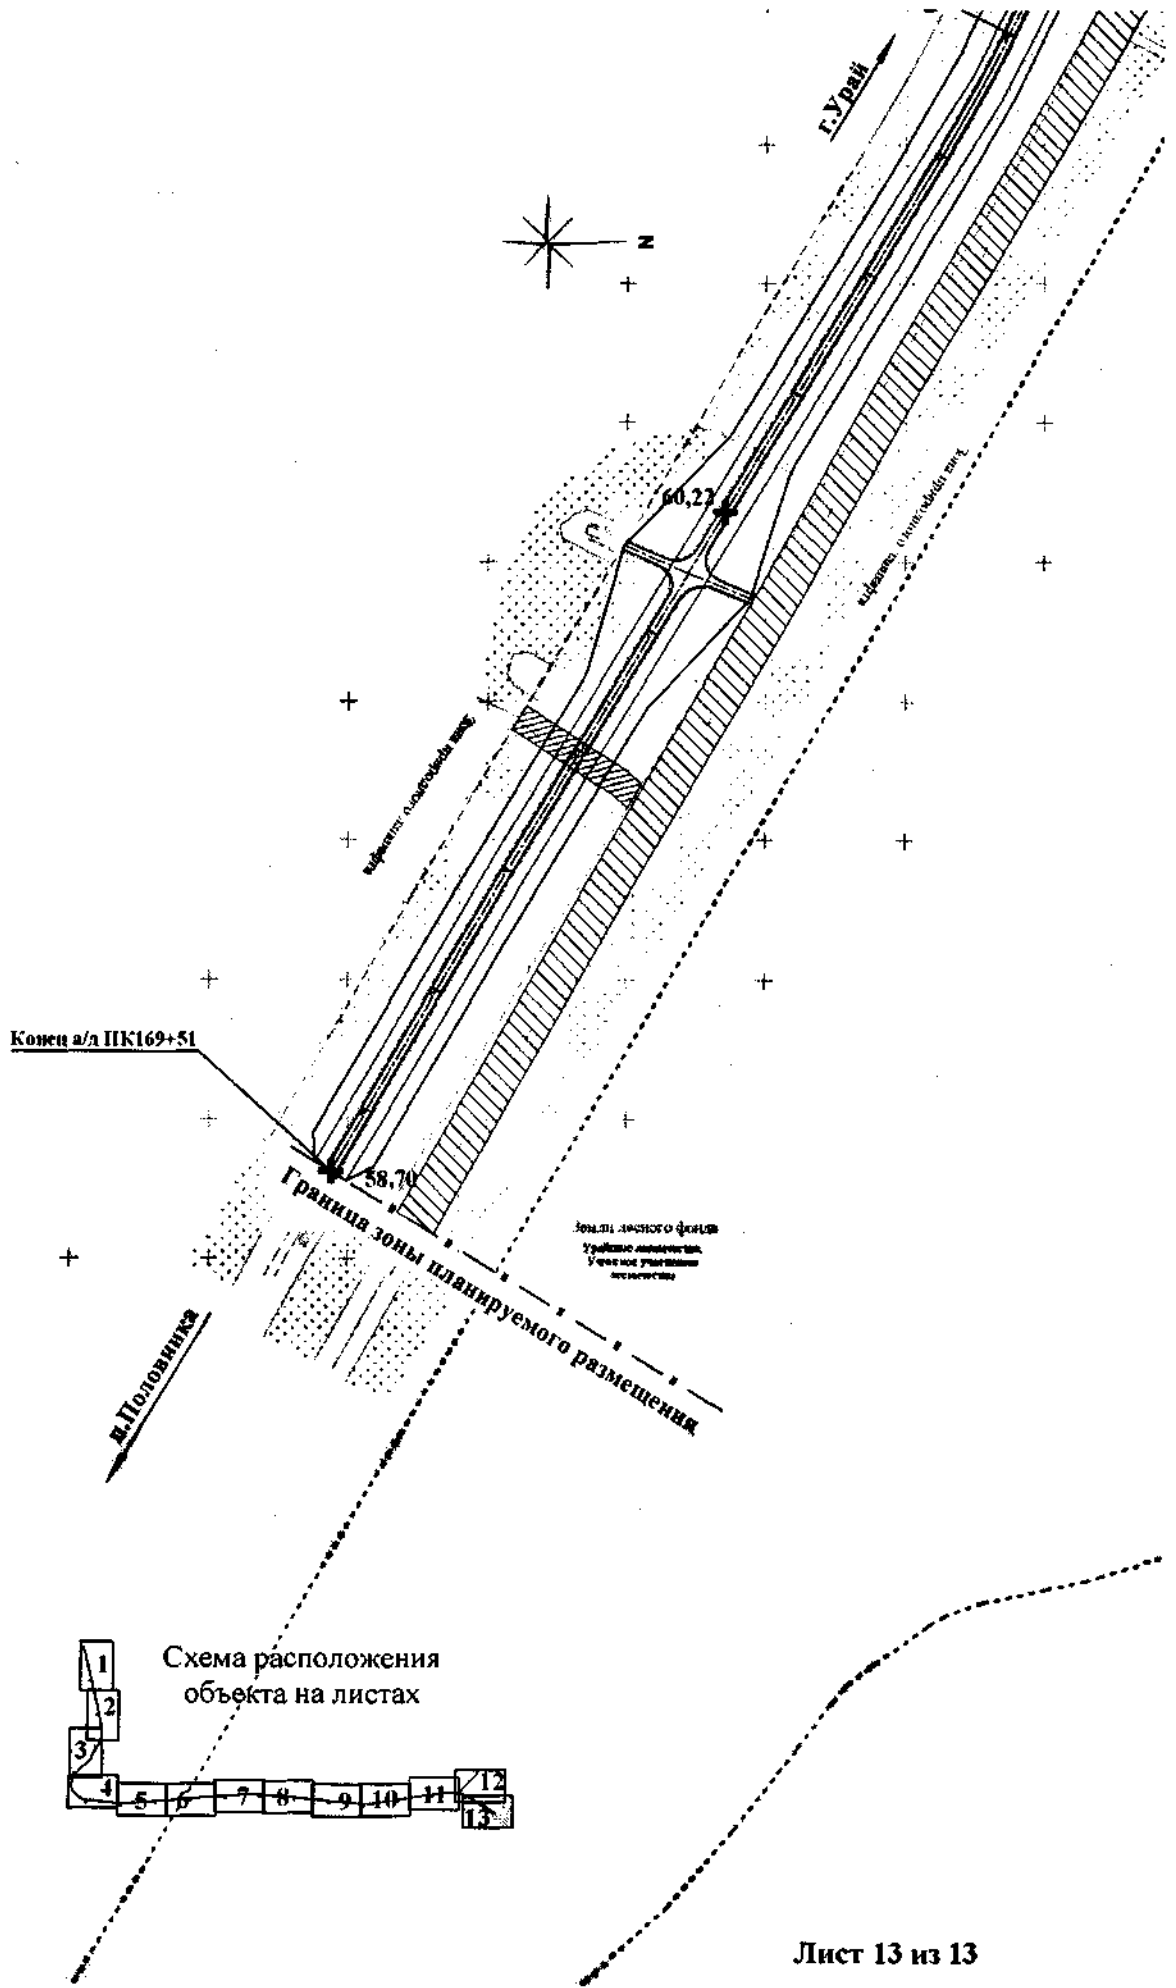 г.Урай
N
60,22
Конец а/д ПК169+51
58,70
Граница зоны планируемого размещения
Земли лесного фонда
п.Половинка
Схема расположения
объекта на листах
1
2
3
4 5 6 7 8 9 10 11 12
13
Лист 13 из 13